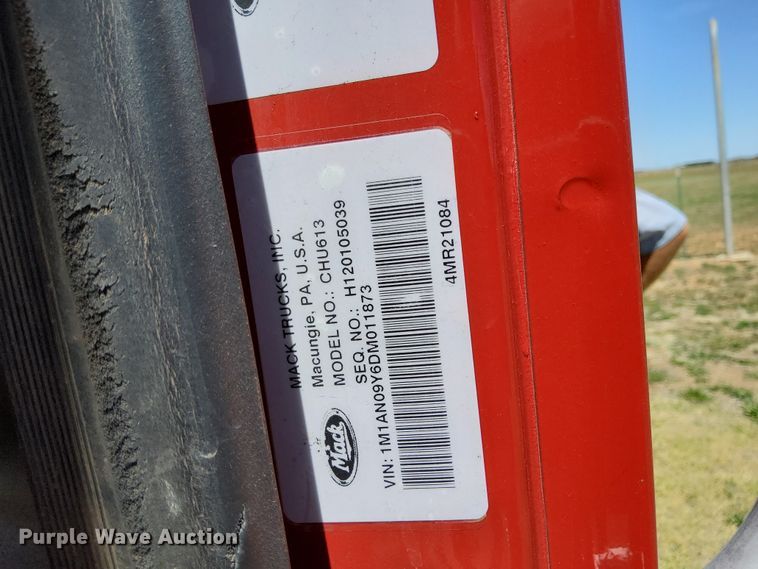 MACK TRUCKS, INC.
Macungie, PA, U.S.A.
MODEL NO.: CHU613
SEQ. NO.: H120105039
Mack
VIN: 1M1AN09Y6DM011873
4MR21084
Purple Wave Auction